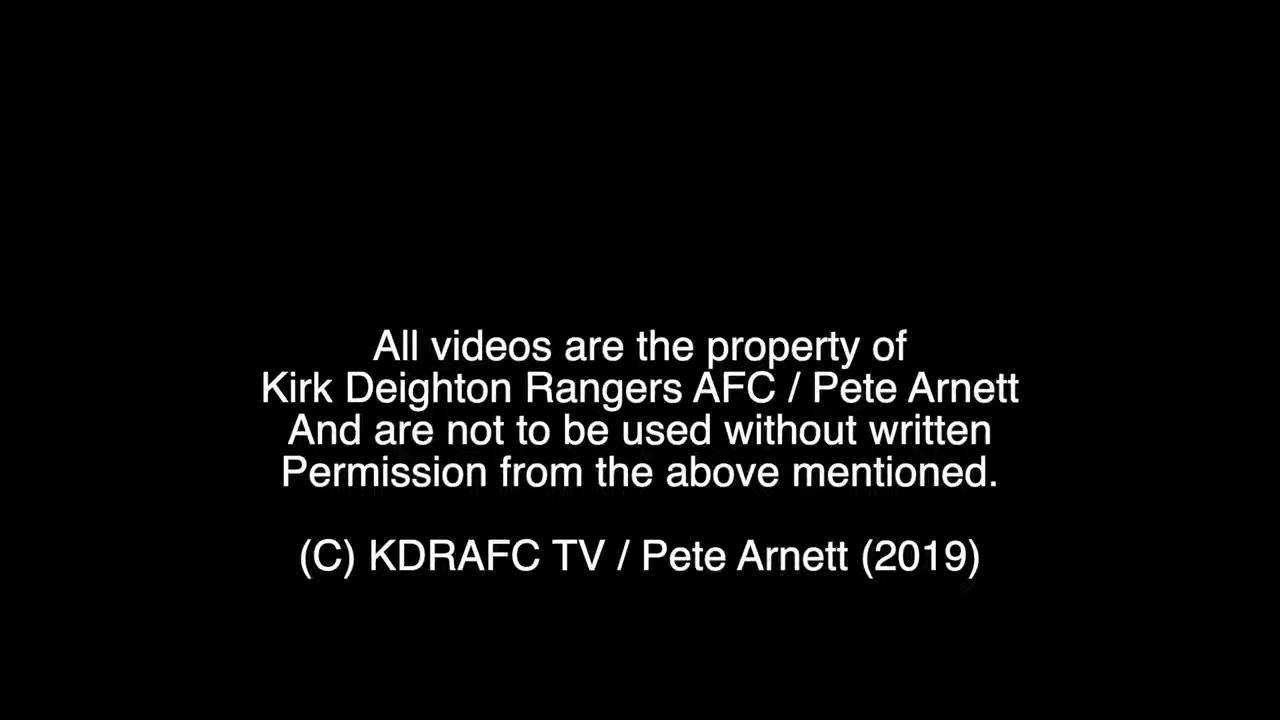 All videos are the property of
Kirk Deighton Rangers AFC / Pete Arnett
And are not to be used without written
Permission from the above mentioned.
(C) KDRAFC TV / Pete Arnett (2019)